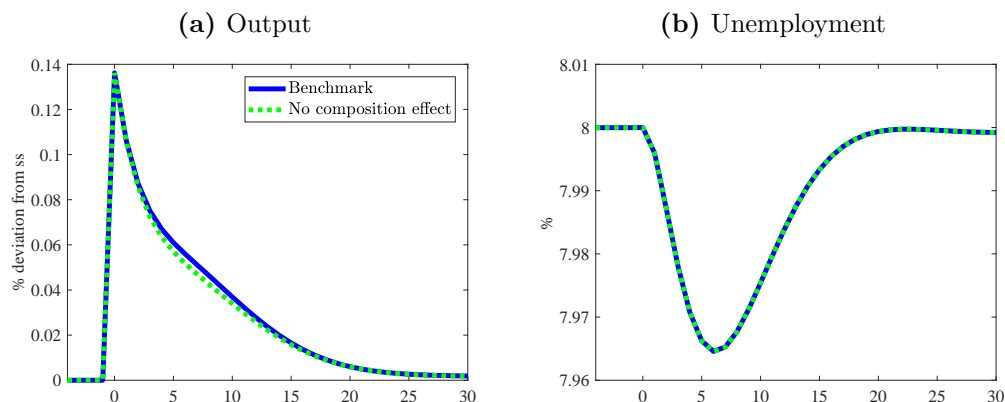 (a) Output
% deviation from ss
0.14
0.12
0.1
0.08
0.06
0.04
0.02
0
0 5 10 15 20 25 30
Benchmark
No composition effect
(b) Unemployment
%
8.01
8
7.99
7.98
7.97
7.96
0 5 10 15 20 25 30